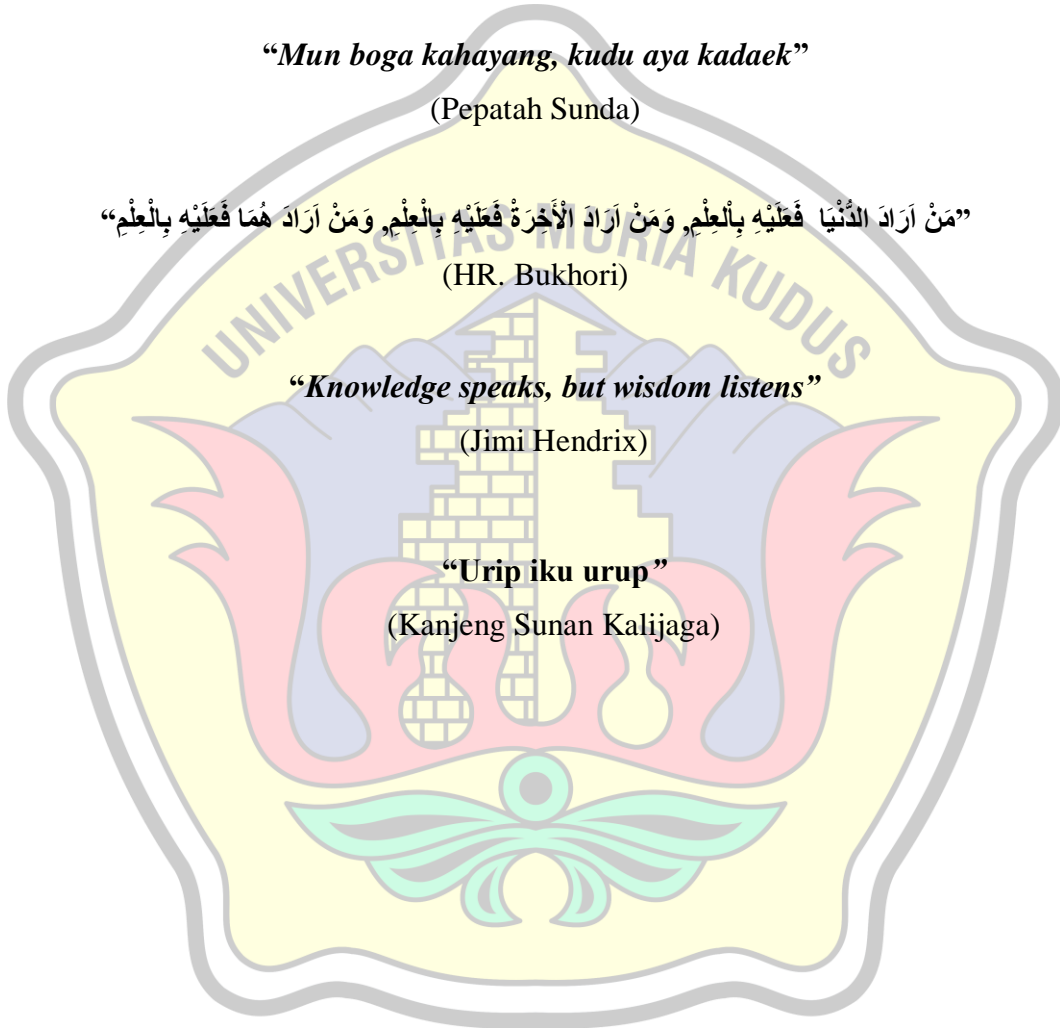 “Mun boga kahayang, kudu aya kadaek”
(Pepatah Sunda)
”مَنْ اَرَادَ الدُّنْيَا فَعَلَيْهِ بِاْلعِلْمِ, وَمَنْ اَرَادَ الْأَخِرَةْ فَعَلَيْهِ بِالْعِلْمِ, وَمَنْ اَرَادَ هُمَا فَعَلَيْهِ بِالْعِلْمِ“
(HR. Bukhori)
UNIVERSITAS MURIA KUDUS
“Knowledge speaks, but wisdom listens”
(Jimi Hendrix)
“Urip iku urup”
(Kanjeng Sunan Kalijaga)